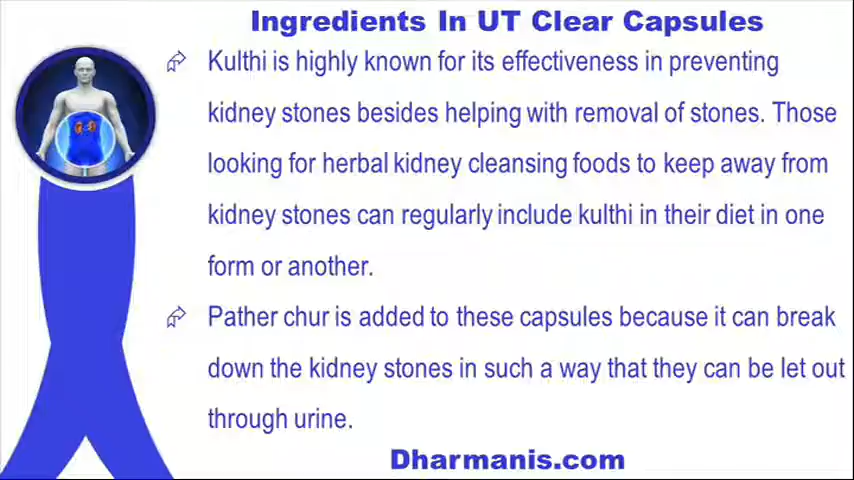 Ingredients In UT Clear Capsules
Kulthi is highly known for its effectiveness in preventing
kidney stones besides helping with removal of stones. Those
looking for herbal kidney cleansing foods to keep away from
kidney stones can regularly include kulthi in their diet in one
form or another.
Pather chur is added to these capsules because it can break
down the kidney stones in such a way that they can be let out
through urine.
Dharmanis.com